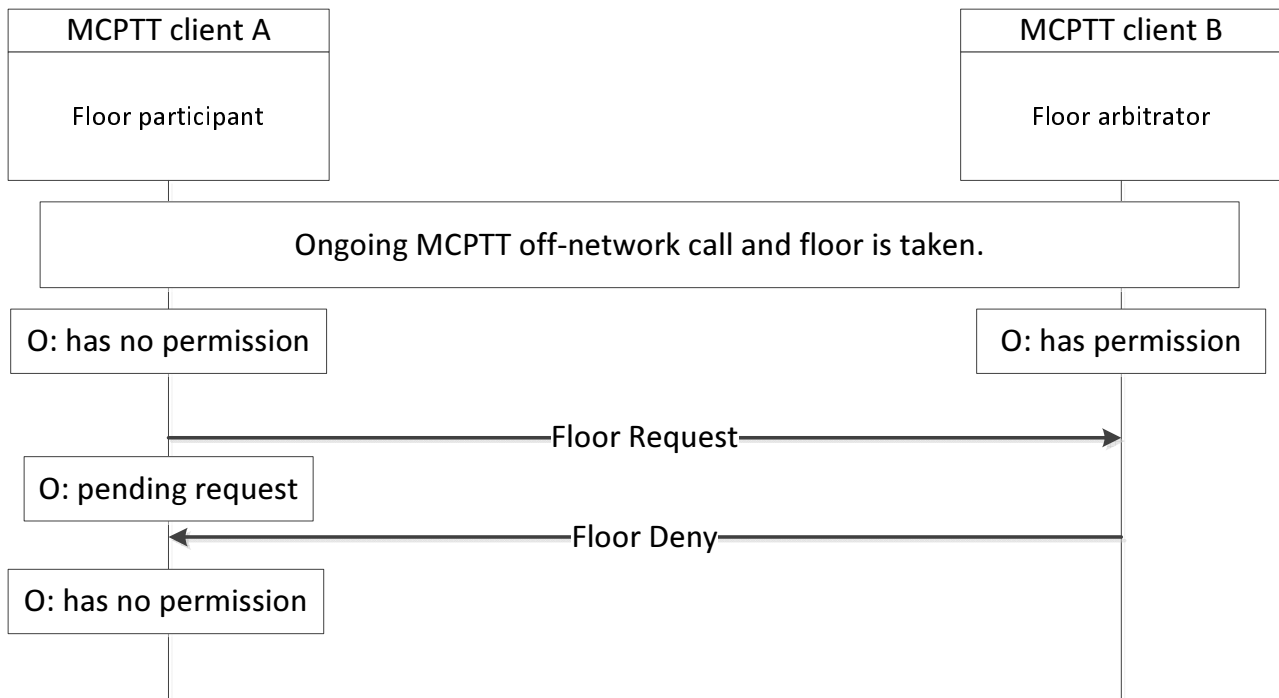 MCPTT client A
MCPTT client B
Floor participant
Floor arbitrator
Ongoing MCPTT off-network call and floor is taken.
O: has no permission
O: has permission
Floor Request
O: pending request
Floor Deny
O: has no permission